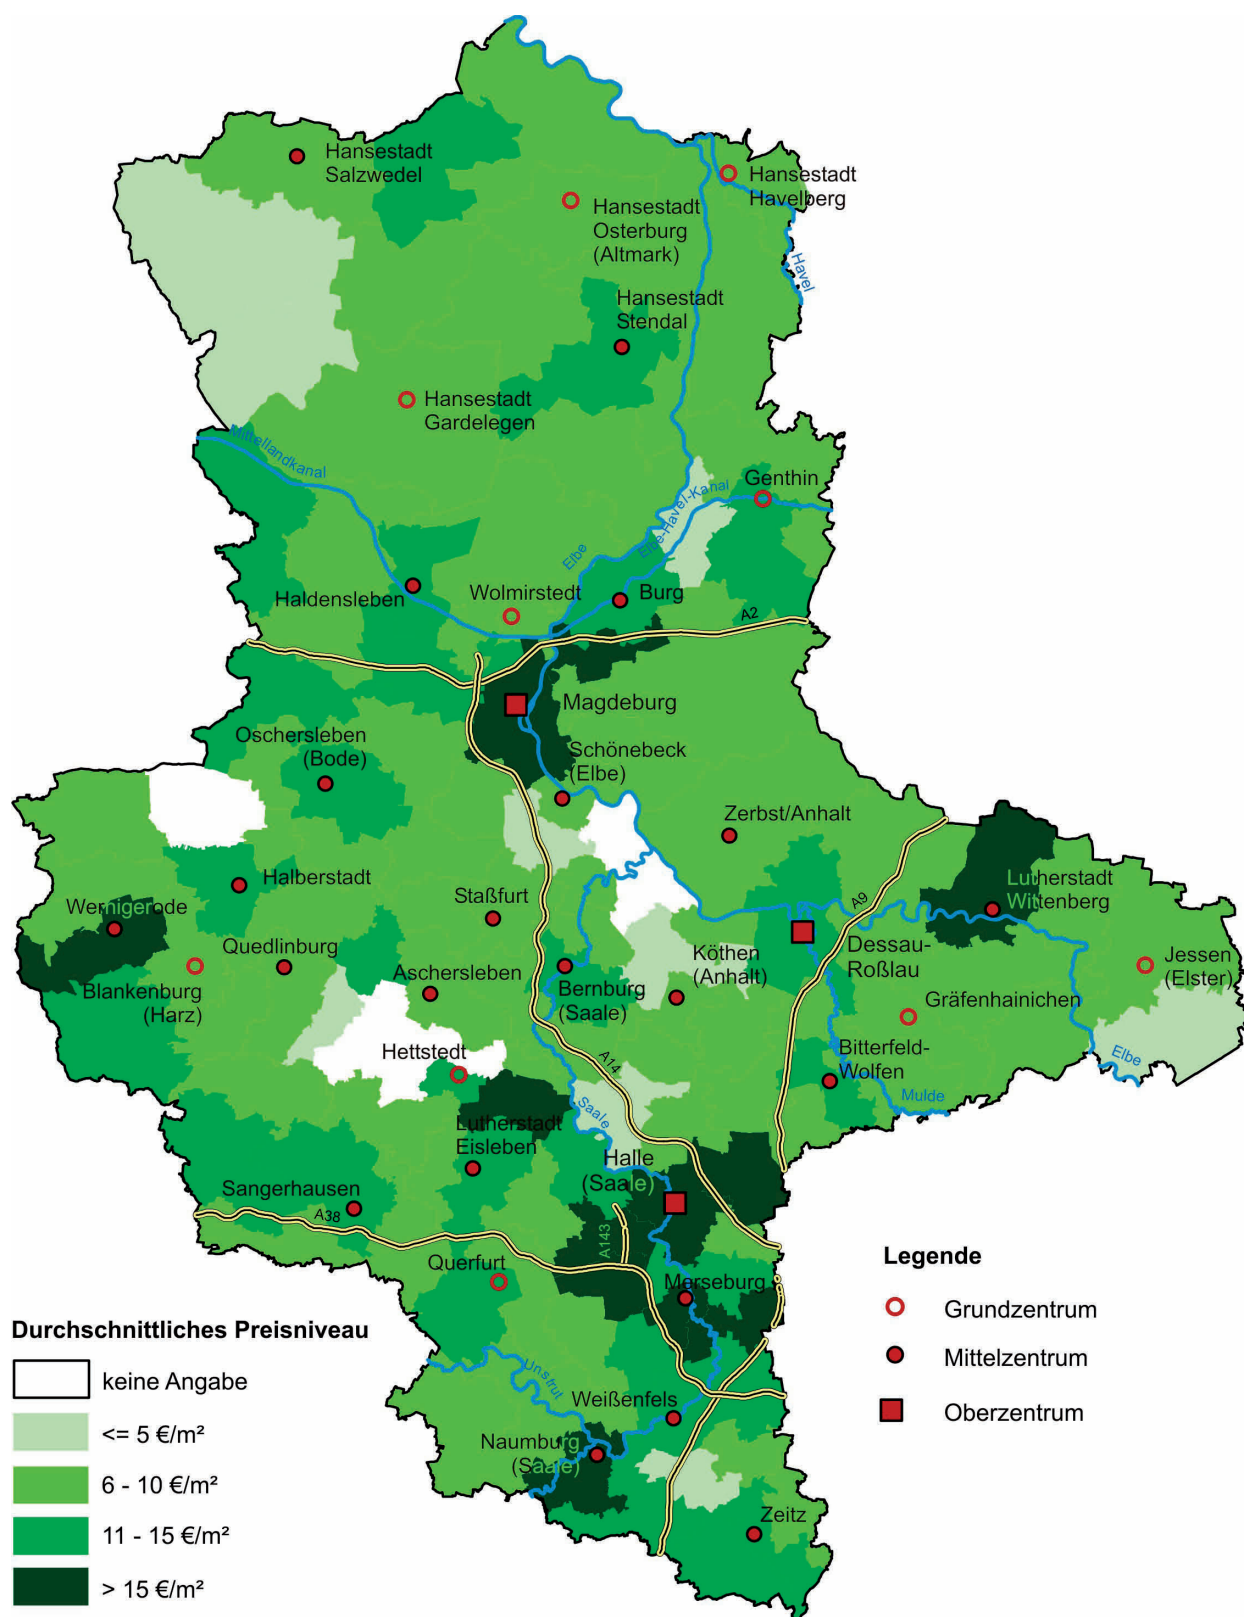 Hansestadt
Salzwedel
Hansestadt
Havelberg
Hansestadt
Osterburg
(Altmark)
Havel
Hansestadt
Stendal
Hansestadt
Gardelegen
Mittellandkanal
Genthin
Elbe-Havel-Kanal
Elbe
Haldensleben
Wolmirstedt
Burg
A2
Magdeburg
Oschersleben
(Bode)
Schönebeck
(Elbe)
Zerbst/Anhalt
Halberstadt
Lutherstadt
Wittenberg
Wernigerode
Staßfurt
A9
Quedlinburg
Köthen
(Anhalt)
Dessau-
Roßlau
Jessen
(Elster)
Aschersleben
Bernburg
(Saale)
Blankenburg
(Harz)
Gräfenhainichen
Hettstedt
A14
Bitterfeld-
Wolfen
Elbe
Mulde
Saale
Lutherstadt
Eisleben
Halle
(Saale)
Sangerhausen
A38
A143
Querfurt
Merseburg
Unstrut
Weißenfels
Naumburg
(Saale)
Zeitz
Legende
Grundzentrum
Mittelzentrum
Oberzentrum
Durchschnittliches Preisniveau
keine Angabe
<= 5 €/m²
6 - 10 €/m²
11 - 15 €/m²
> 15 €/m²